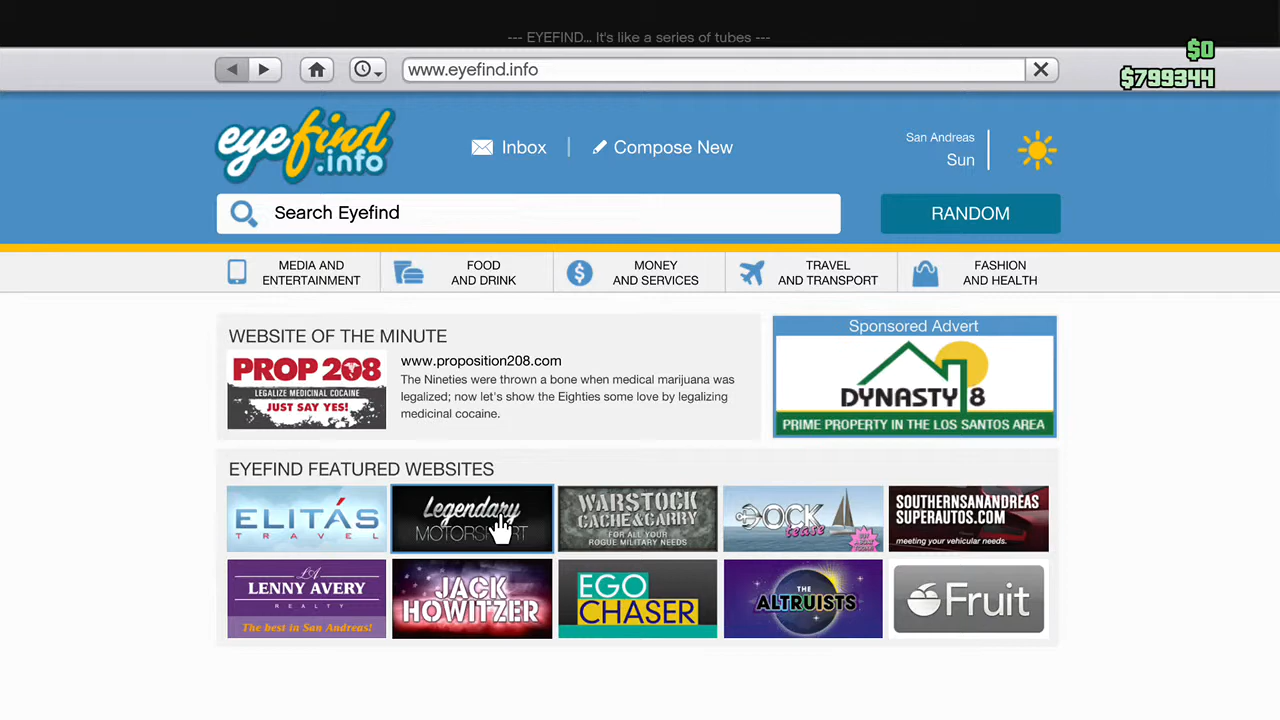 --- EYEFIND... It's like a series of tubes ---
$0
www.eyefind.info
$799344
eyefind
.info
Inbox
Compose New
San Andreas
Sun
Search Eyefind
RANDOM
MEDIA AND
ENTERTAINMENT
FOOD
AND DRINK
MONEY
AND SERVICES
TRAVEL
AND TRANSPORT
FASHION
AND HEALTH
WEBSITE OF THE MINUTE
PROP 208
LEGALIZE MEDICINAL COCAINE
JUST SAY YES!
www.proposition208.com
The Nineties were thrown a bone when medical marijuana was
legalized; now let's show the Eighties some love by legalizing
medicinal cocaine.
Sponsored Advert
DYNASTY 8
PRIME PROPERTY IN THE LOS SANTOS AREA
EYEFIND FEATURED WEBSITES
ELITÁS
TRAVEL
Legendary
MOTORSPORT
WARSTOCK
CACHE&CARRY
FOR ALL YOUR
ROGUE MILITARY NEEDS
DOCK
tease
SOUTHERNSANANDREAS
SUPERAUTOS.COM
meeting your vehicular needs.
LA
LENNY AVERY
REALTY
The best in San Andreas!
JACK
HOWITZER
EGO
CHASER
THE
ALTRUISTS
Fruit